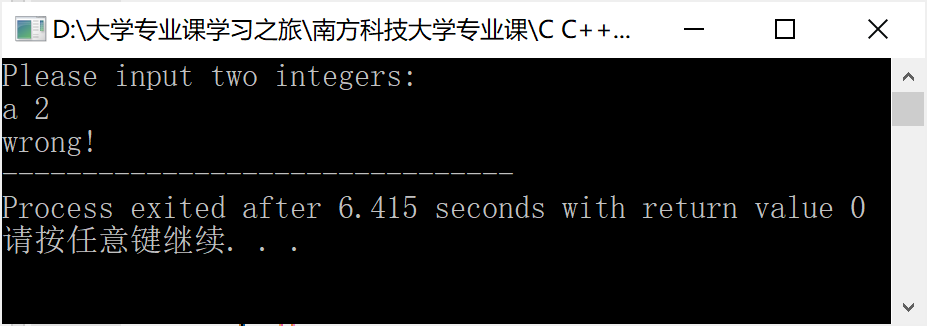 D:\大学专业课学习之旅\南方科技大学专业课\C C++...
Please input two integers:
a 2
wrong!
--------------------------------
Process exited after 6.415 seconds with return value 0
请按任意键继续. . .